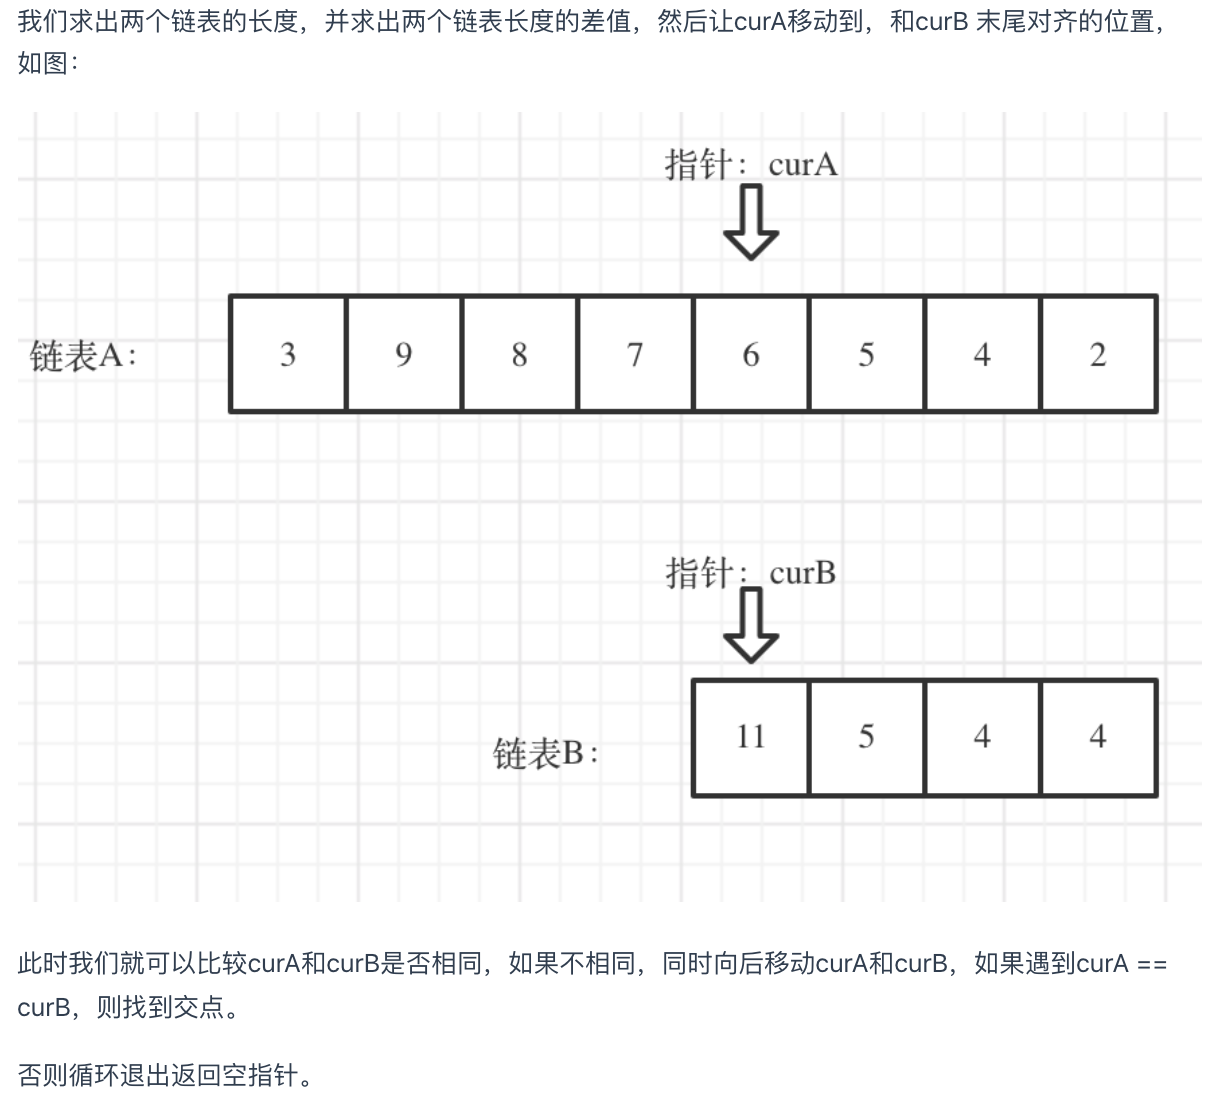 我们求出两个链表的长度，并求出两个链表长度的差值，然后让curA移动到，和curB 末尾对齐的位置，
如图：
指针：curA
链表A：
3 9 8 7 6 5 4 2
指针：curB
链表B：
11 5 4 4
此时我们就可以比较curA和curB是否相同，如果不相同，同时向后移动curA和curB，如果遇到curA ==
curB，则找到交点。
否则循环退出返回空指针。